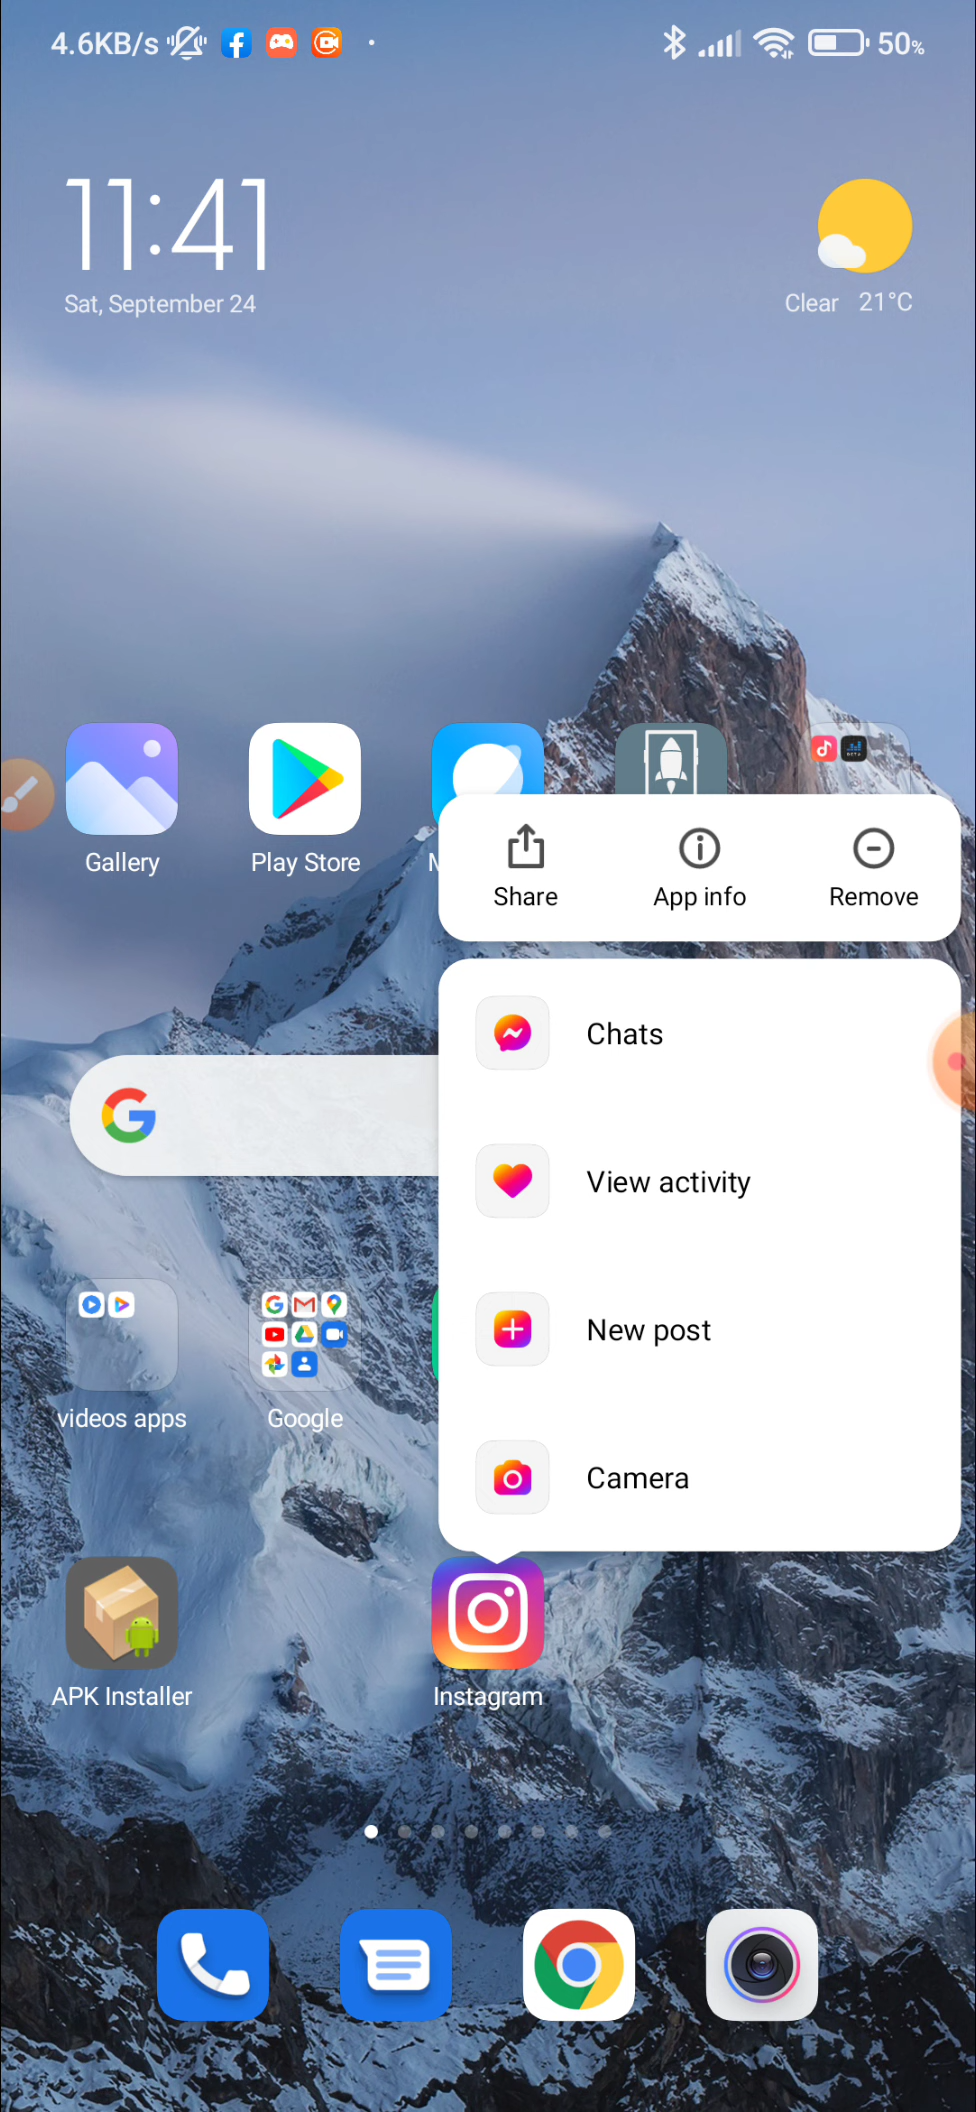 4.6KB/s
50%
11:41
Sat, September 24
Clear 21°C
Gallery
Play Store
M
Share
App info
Remove
Chats
View activity
New post
Camera
videos apps
Google
APK Installer
Instagram